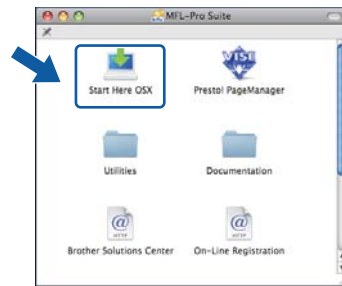 MFL-Pro Suite
Start Here OSX
Presto! PageManager
Utilities
Documentation
Brother Solutions Center
On-Line Registration